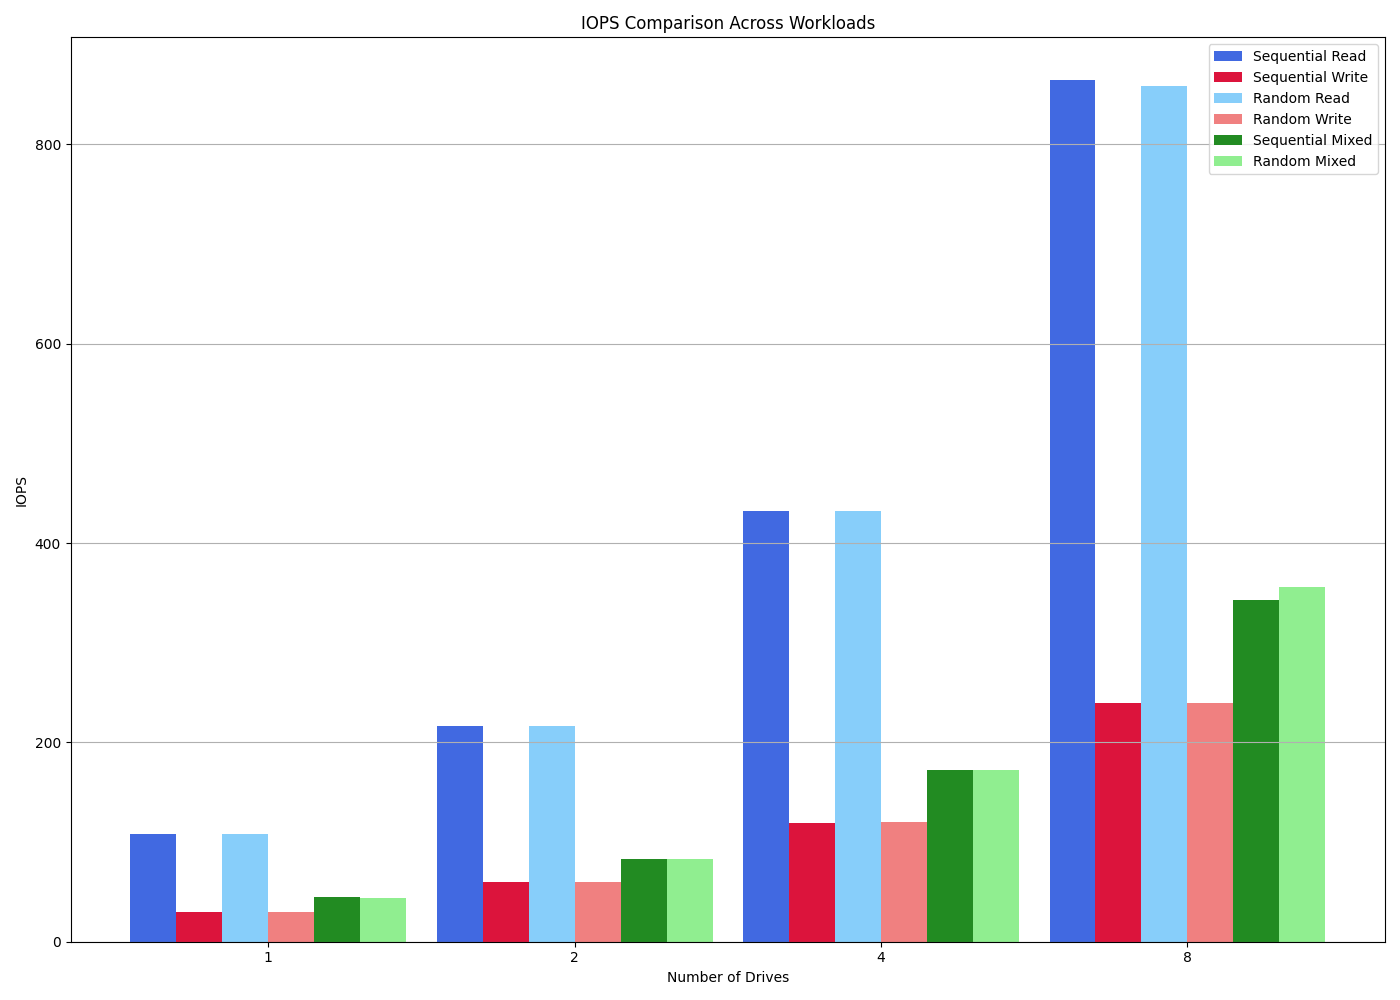 IOPS Comparison Across Workloads
Sequential Read
Sequential Write
Random Read
Random Write
Sequential Mixed
Random Mixed
IOPS
800
600
400
200
0
1 2 4 8
Number of Drives